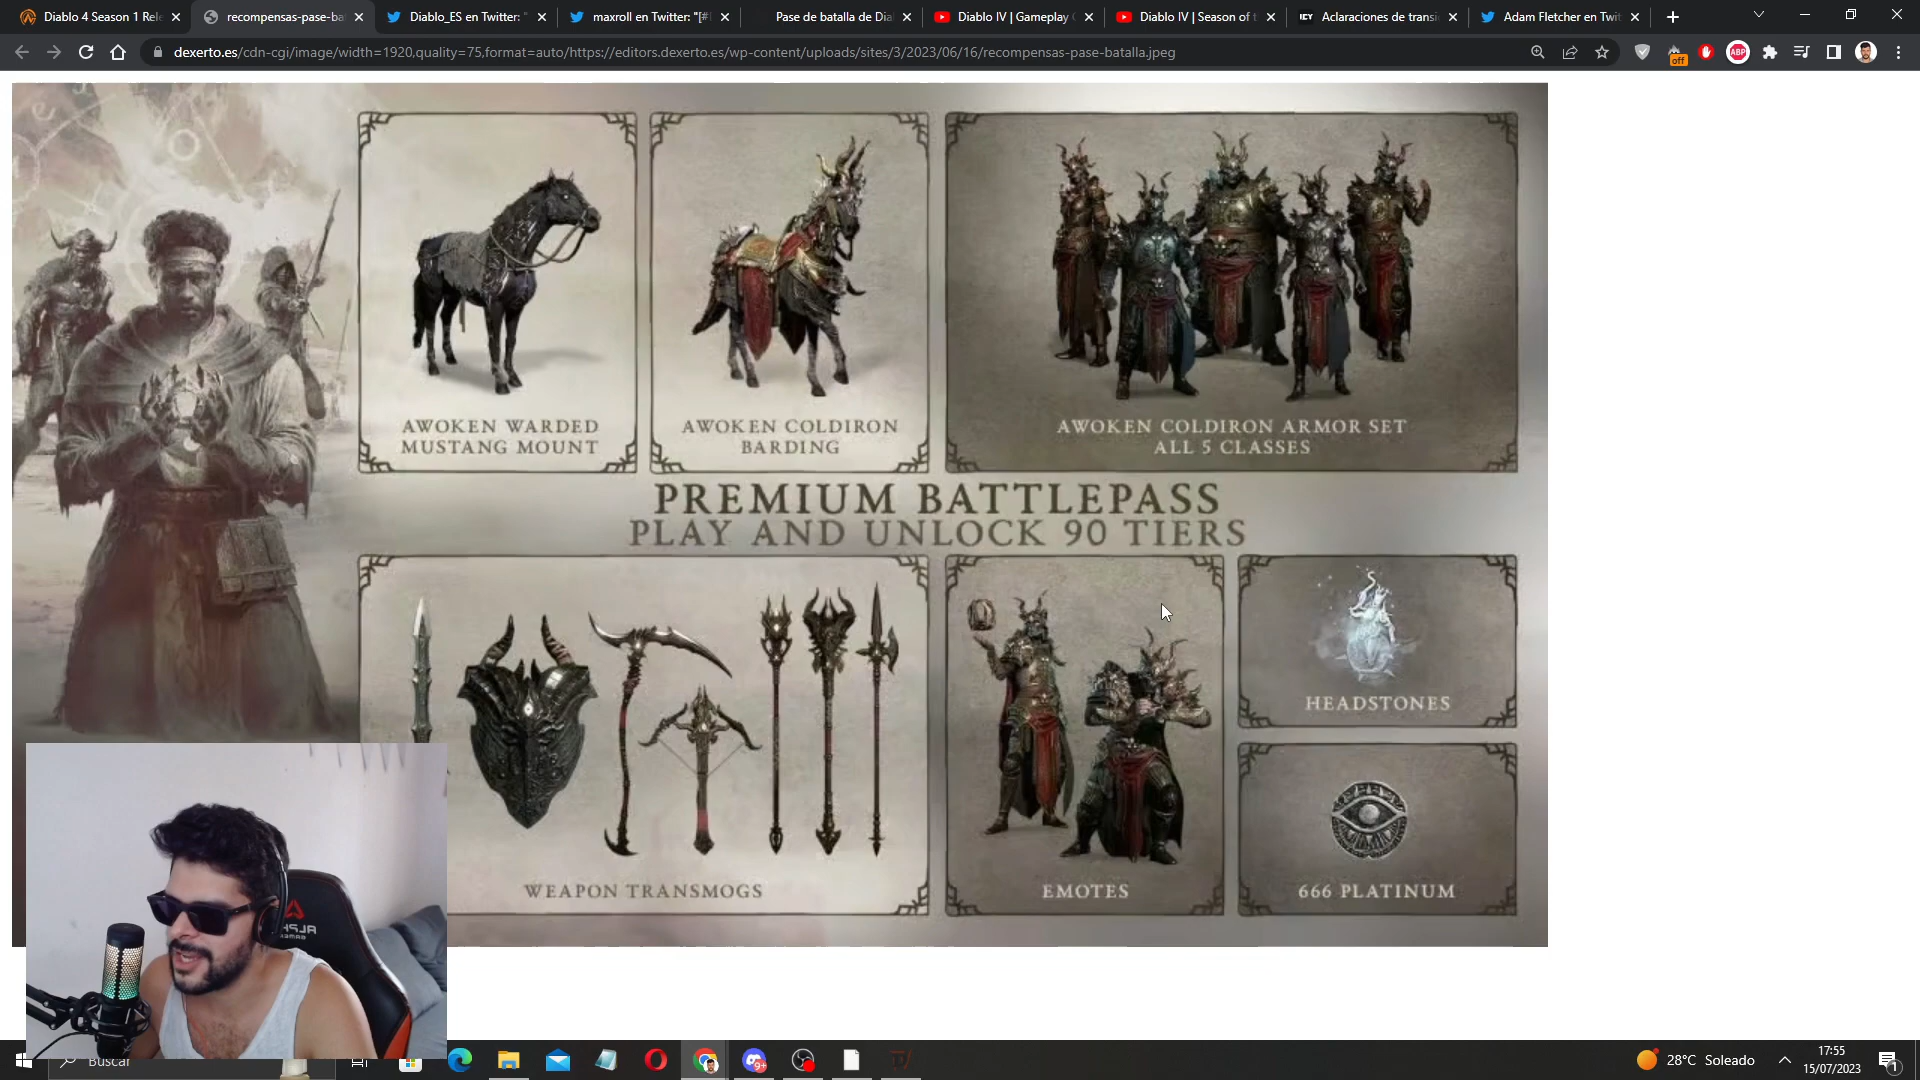 Diablo 4 Season 1 Rele
recompensas-pase-ba
Diablo_ES en Twitter: "
maxroll en Twitter: "[#
Pase de batalla de Dia
Diablo IV | Gameplay
Diablo IV | Season of t
Aclaraciones de transi
Adam Fletcher en Twit
dexerto.es/cdn-cgi/image/width=1920,quality=75,format=auto/https://editors.dexerto.es/wp-content/uploads/sites/3/2023/06/16/recompensas-pase-batalla.jpeg
off
ABP
AWOKEN WARDED
MUSTANG MOUNT
AWOKEN COLDIRON
BARDING
AWOKEN COLDIRON ARMOR SET
ALL 5 CLASSES
PREMIUM BATTLEPASS
PLAY AND UNLOCK 90 TIERS
WEAPON TRANSMOGS
EMOTES
HEADSTONES
666 PLATINUM
Buscar
28°C Soleado
17:55
15/07/2023